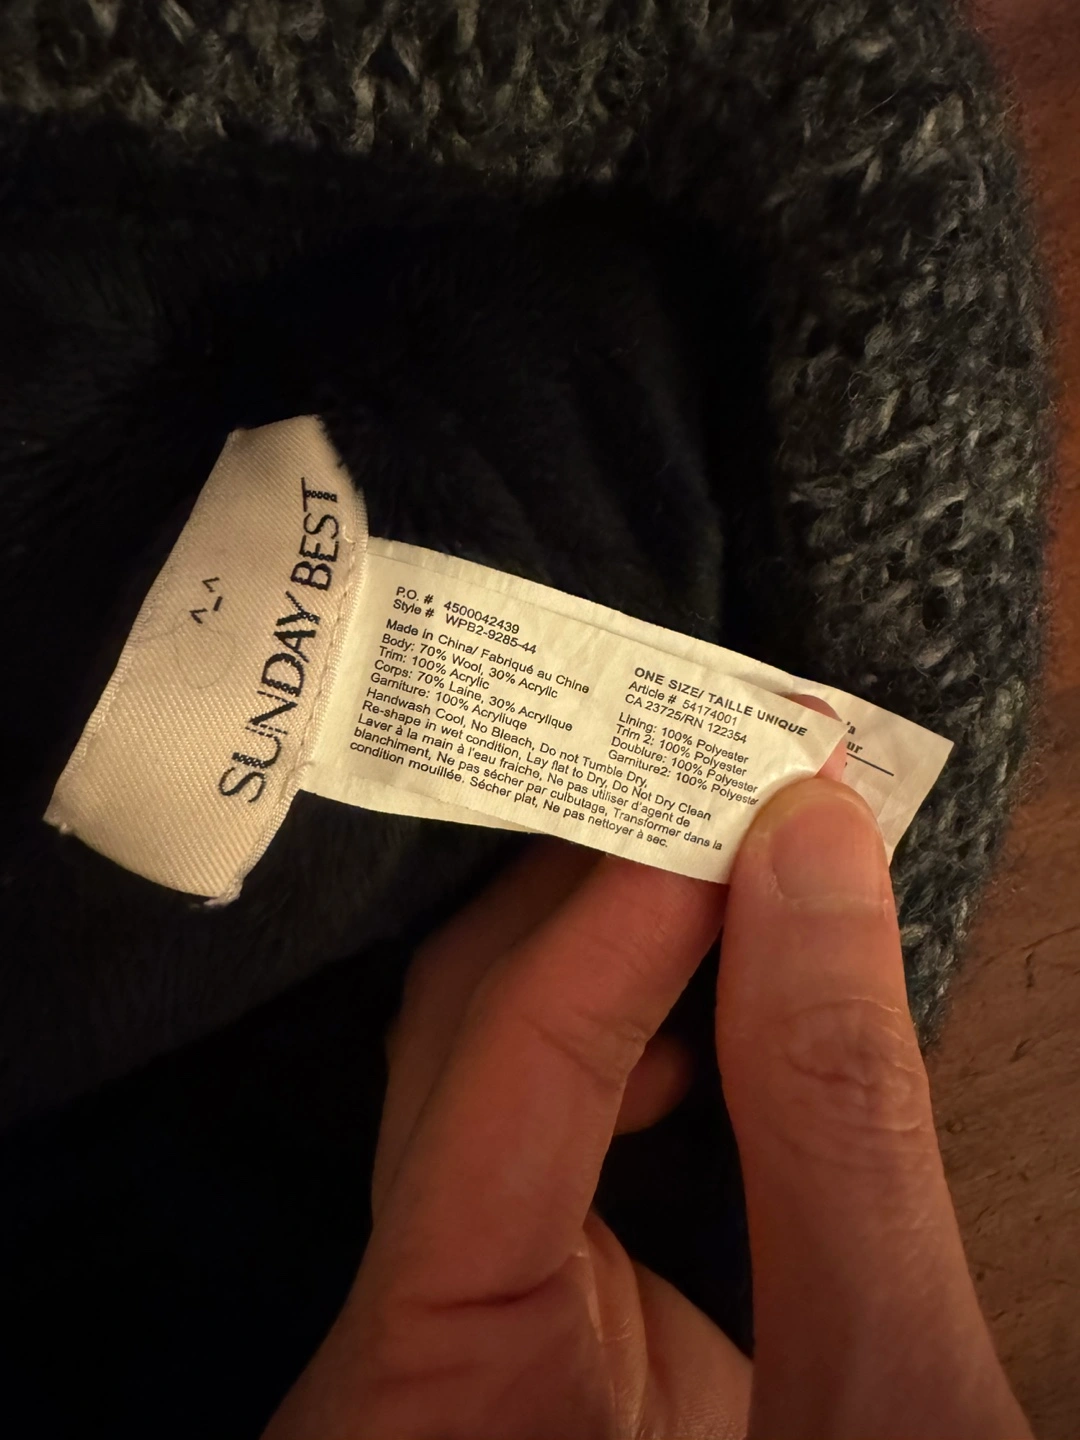 SUNDAY BEST
^_^
P.O. # 4500042439
Style # WPB2-9285-44
Made in China/ Fabriqué au Chine
Body: 70% Wool, 30% Acrylic
Trim: 100% Acrylic
Corps: 70% Laine, 30% Acrylique
Garniture: 100% Acryliuqe
Handwash Cool, No Bleach, Do not Tumble Dry,
Re-shape in wet condition, Lay flat to Dry, Do Not Dry Clean
Laver à la main à l'eau fraiche, Ne pas utiliser d'agent de
blanchiment, Ne pas sécher par culbutage, Transformer dans la
condition mouillée, Sécher plat, Ne pas nettoyer à sec.
ONE SIZE/ TAILLE UNIQUE
Article # 54174001
CA 23725/RN 122354
Lining: 100% Polyester
Trim 2: 100% Polyester
Doublure: 100% Polyester
Garniture2: 100% Polyester